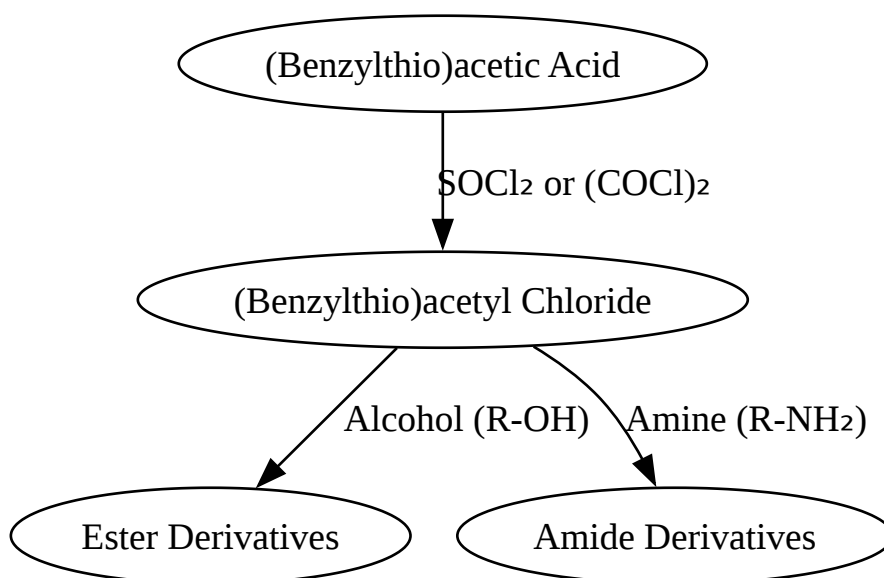 (Benzylthio)acetic Acid
SOCl₂ or (COCl)₂
(Benzylthio)acetyl Chloride
Alcohol (R-OH)
Amine (R-NH₂)
Ester Derivatives
Amide Derivatives